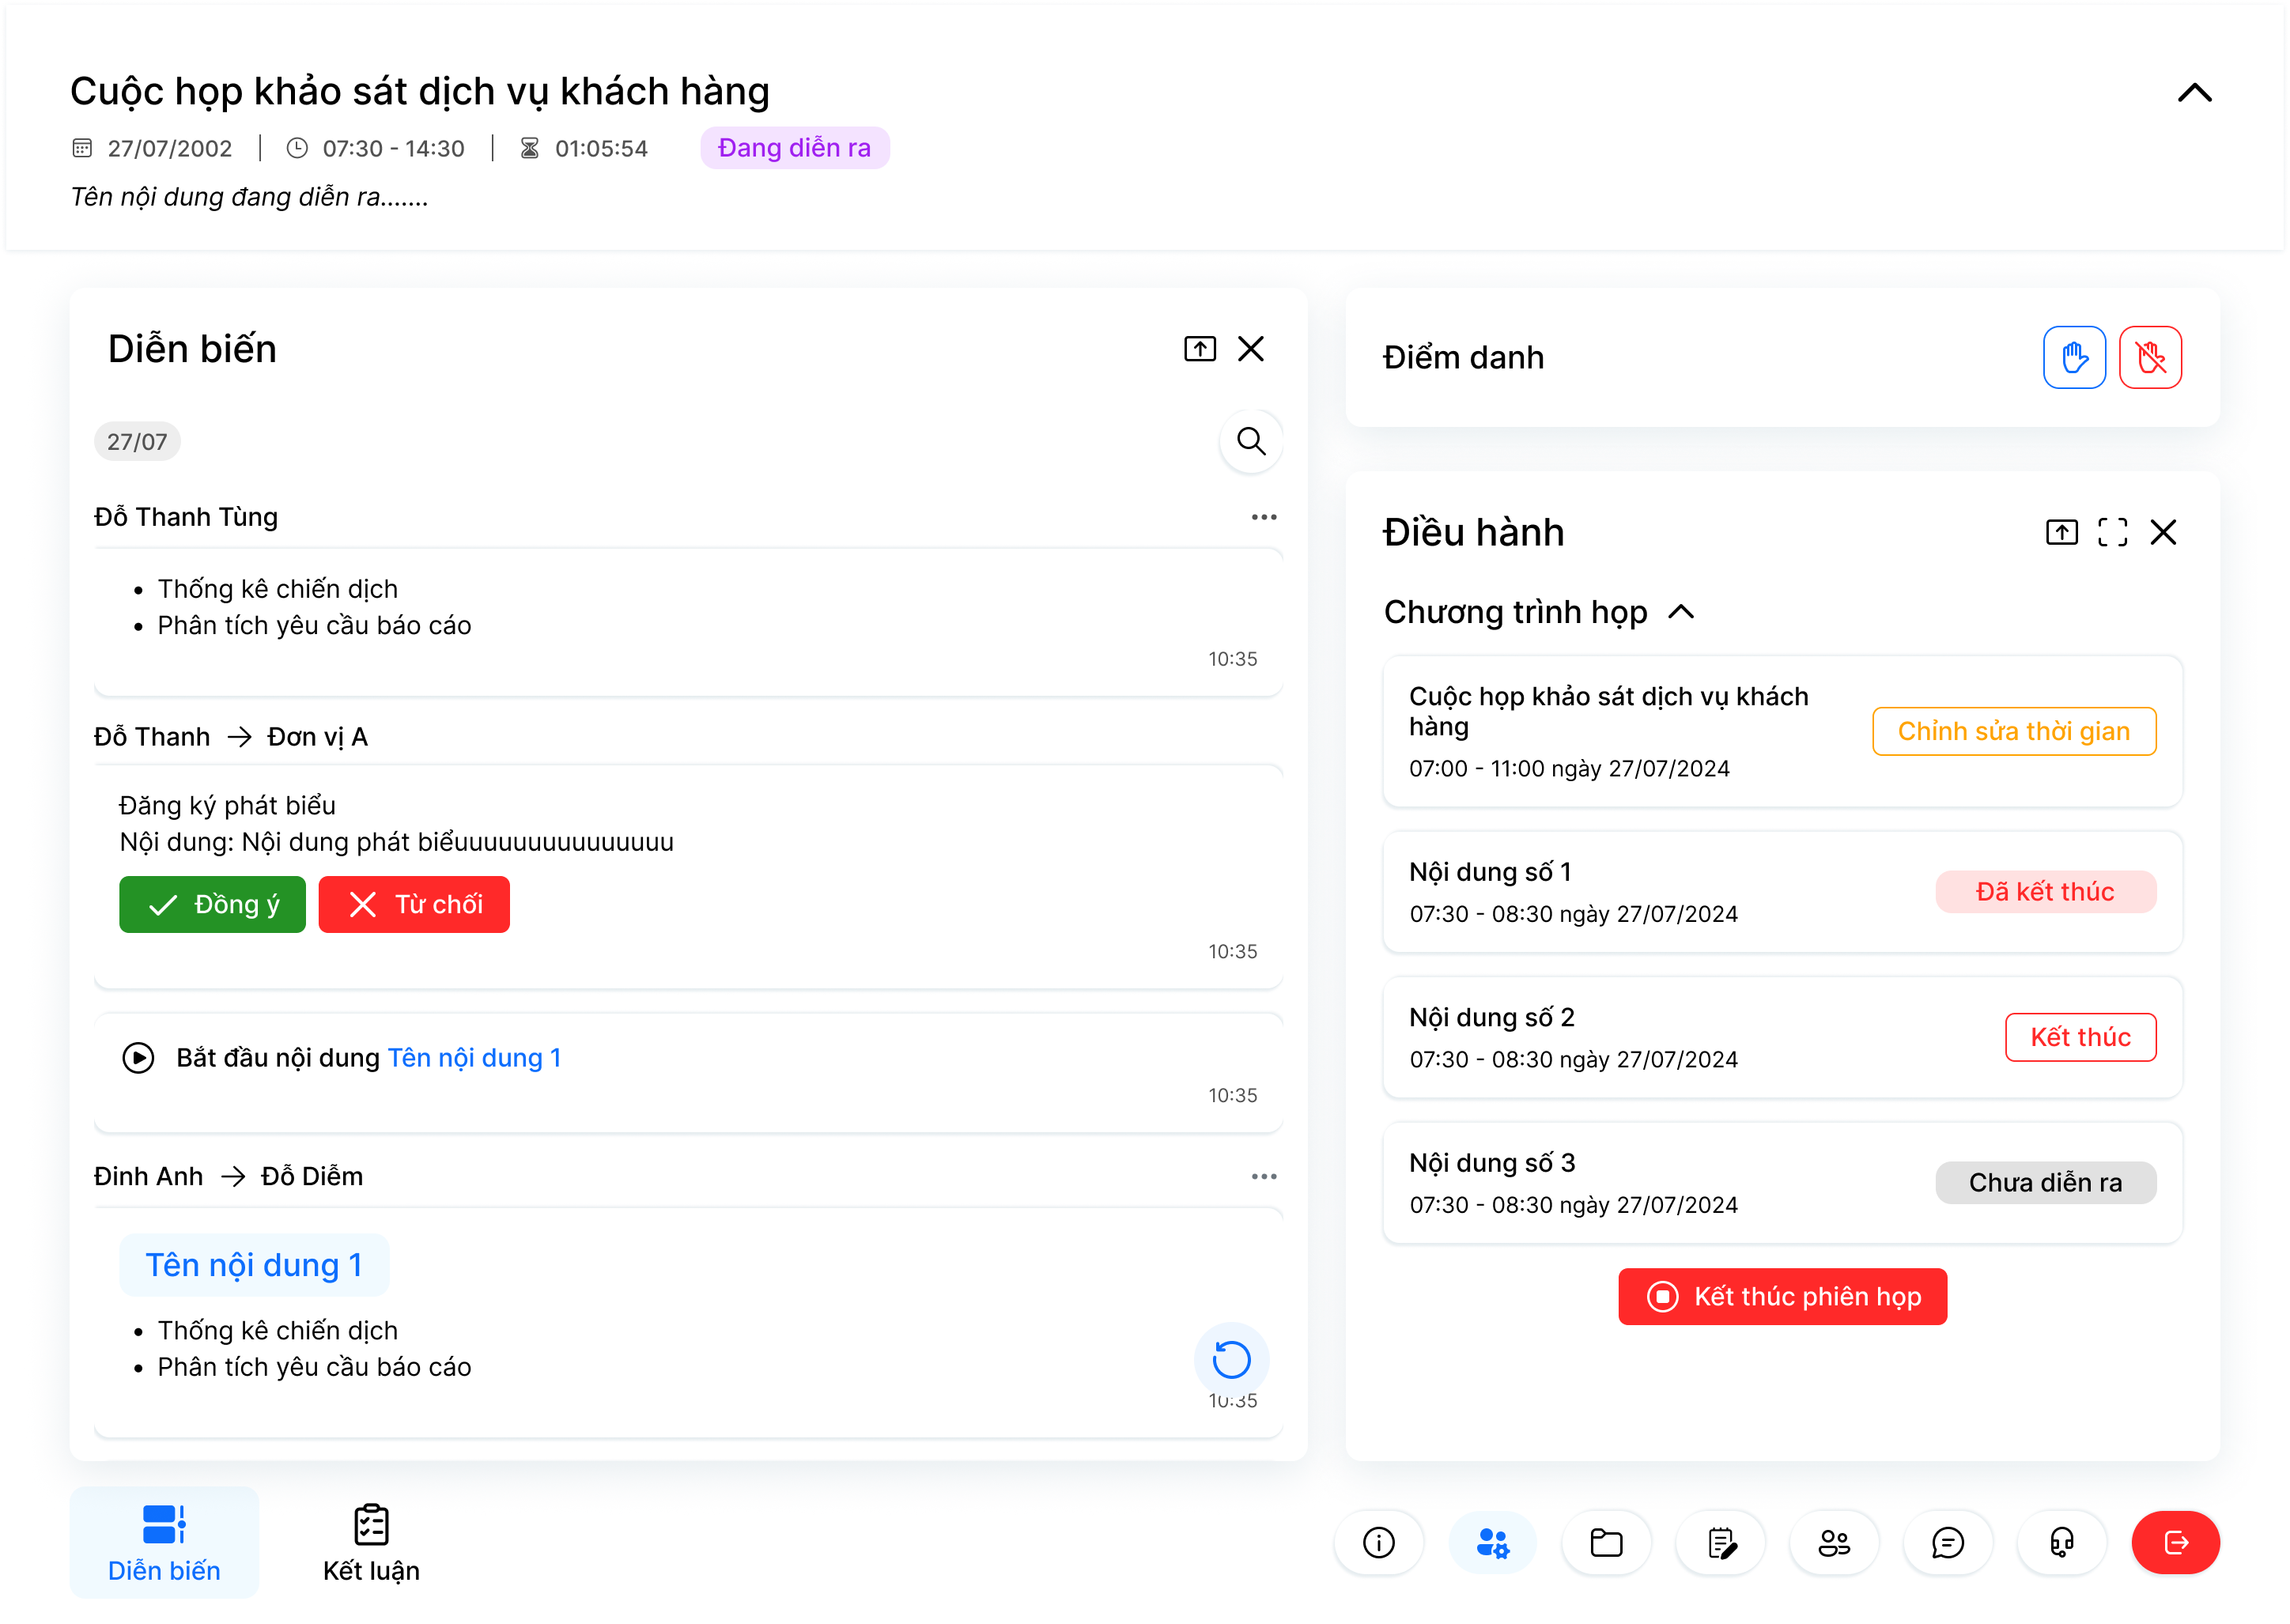 Cuộc họp khảo sát dịch vụ khách hàng
27/07/2002 | 07:30 - 14:30 | 01:05:54 Đang diễn ra
Tên nội dung đang diễn ra.......
Diễn biến
27/07
Đỗ Thanh Tùng
• Thống kê chiến dịch
• Phân tích yêu cầu báo cáo
10:35
Đỗ Thanh → Đơn vị A
Đăng ký phát biểu
Nội dung: Nội dung phát biểuuuuuuuuuuuuuuu
Đồng ý Từ chối
10:35
Bắt đầu nội dung Tên nội dung 1
10:35
Đinh Anh → Đỗ Diễm
Tên nội dung 1
• Thống kê chiến dịch
• Phân tích yêu cầu báo cáo
10:35
Điểm danh
Điều hành
Chương trình họp
Cuộc họp khảo sát dịch vụ khách
hàng
07:00 - 11:00 ngày 27/07/2024
Chỉnh sửa thời gian
Nội dung số 1
07:30 - 08:30 ngày 27/07/2024
Đã kết thúc
Nội dung số 2
07:30 - 08:30 ngày 27/07/2024
Kết thúc
Nội dung số 3
07:30 - 08:30 ngày 27/07/2024
Chưa diễn ra
Kết thúc phiên họp
Diễn biến
Kết luận